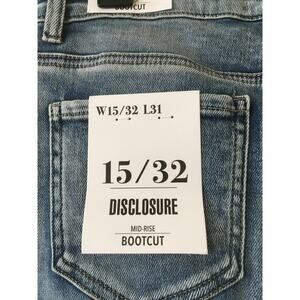 BOOTCUT
W15/32 L31
15/32
DISCLOSURE
MID-RISE
BOOTCUT